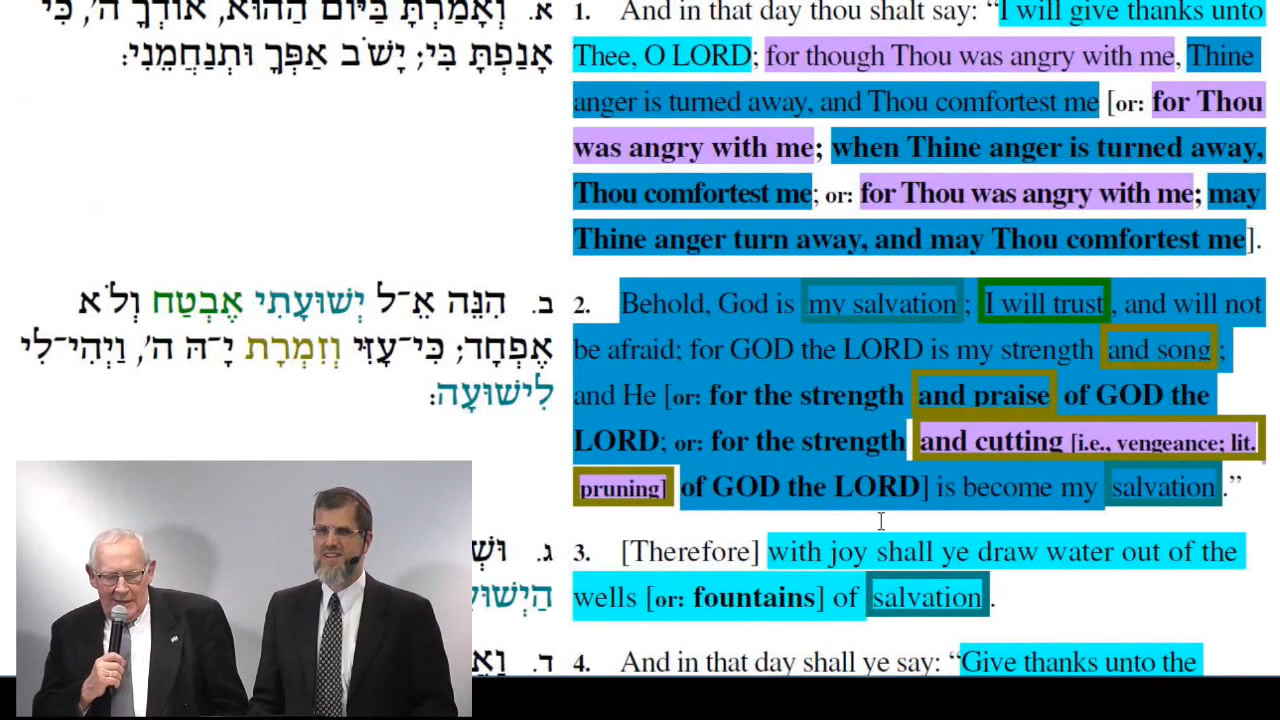 א. וְאָמַרְתָּ בַּיּוֹם הַהוּא, אוֹדְךָ ה', כִּי
אָנַפְתָּ בִּי; יָשֹׁב אַפְּךָ וּתְנַחֲמֵנִי:
1. And in that day thou shalt say: “I will give thanks unto
Thee, O LORD; for though Thou was angry with me, Thine
anger is turned away, and Thou comfortest me [or: for Thou
was angry with me; when Thine anger is turned away,
Thou comfortest me; or: for Thou was angry with me; may
Thine anger turn away, and may Thou comfortest me].
ב. הִנֵּה אֵ־ל יְשׁוּעָתִי אֶבְטַח וְלֹא
אֶפְחָד; כִּי־עָזִּי וְזִמְרָת יָ־הּ ה', וַיְהִי־לִי
לִישׁוּעָה:
2. Behold, God is my salvation; I will trust, and will not
be afraid; for GOD the LORD is my strength and song;
and He [or: for the strength and praise of GOD the
LORD; or: for the strength and cutting [i.e., vengeance; lit.
pruning] of GOD the LORD] is become my salvation.”
ג. וּשְׁ
הַיְשׁוּ
3. [Therefore] with joy shall ye draw water out of the
wells [or: fountains] of salvation.
ד. וַאֲ
4. And in that day shall ye say: “Give thanks unto the